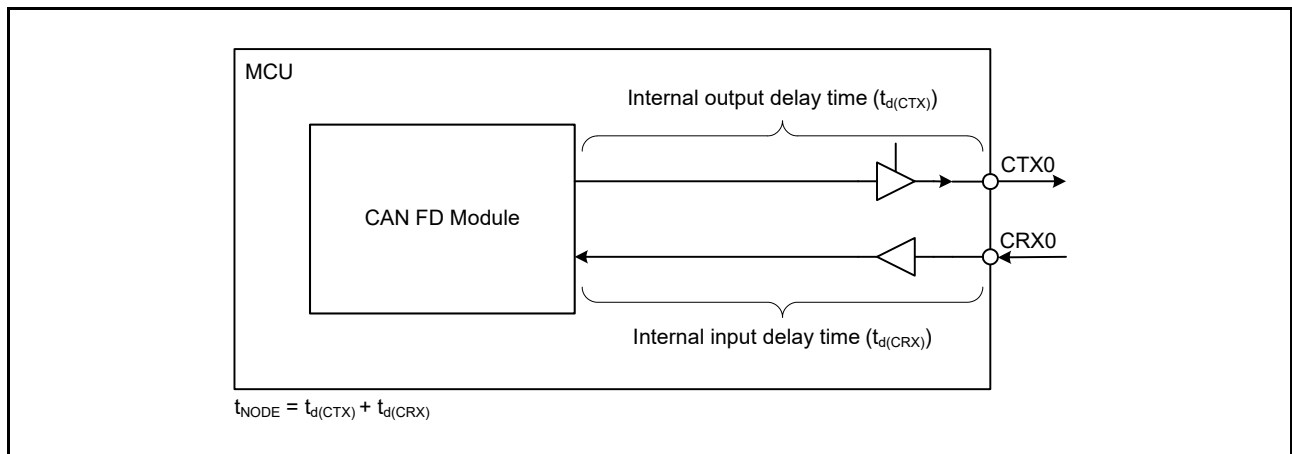 MCU
Internal output delay time (td(CTX))
CTX0
CAN FD Module
CRX0
Internal input delay time (td(CRX))
tNODE = td(CTX) + td(CRX)